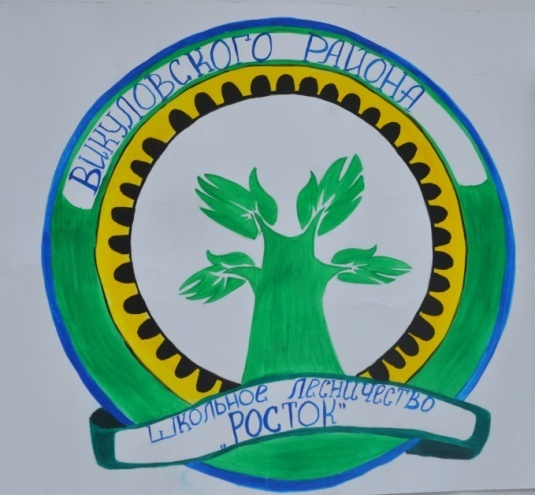 ВИКУЛОВСКОГО РАЙОНА
ШКОЛЬНОЕ ЛЕСНИЧЕСТВО
„РОСТОК"